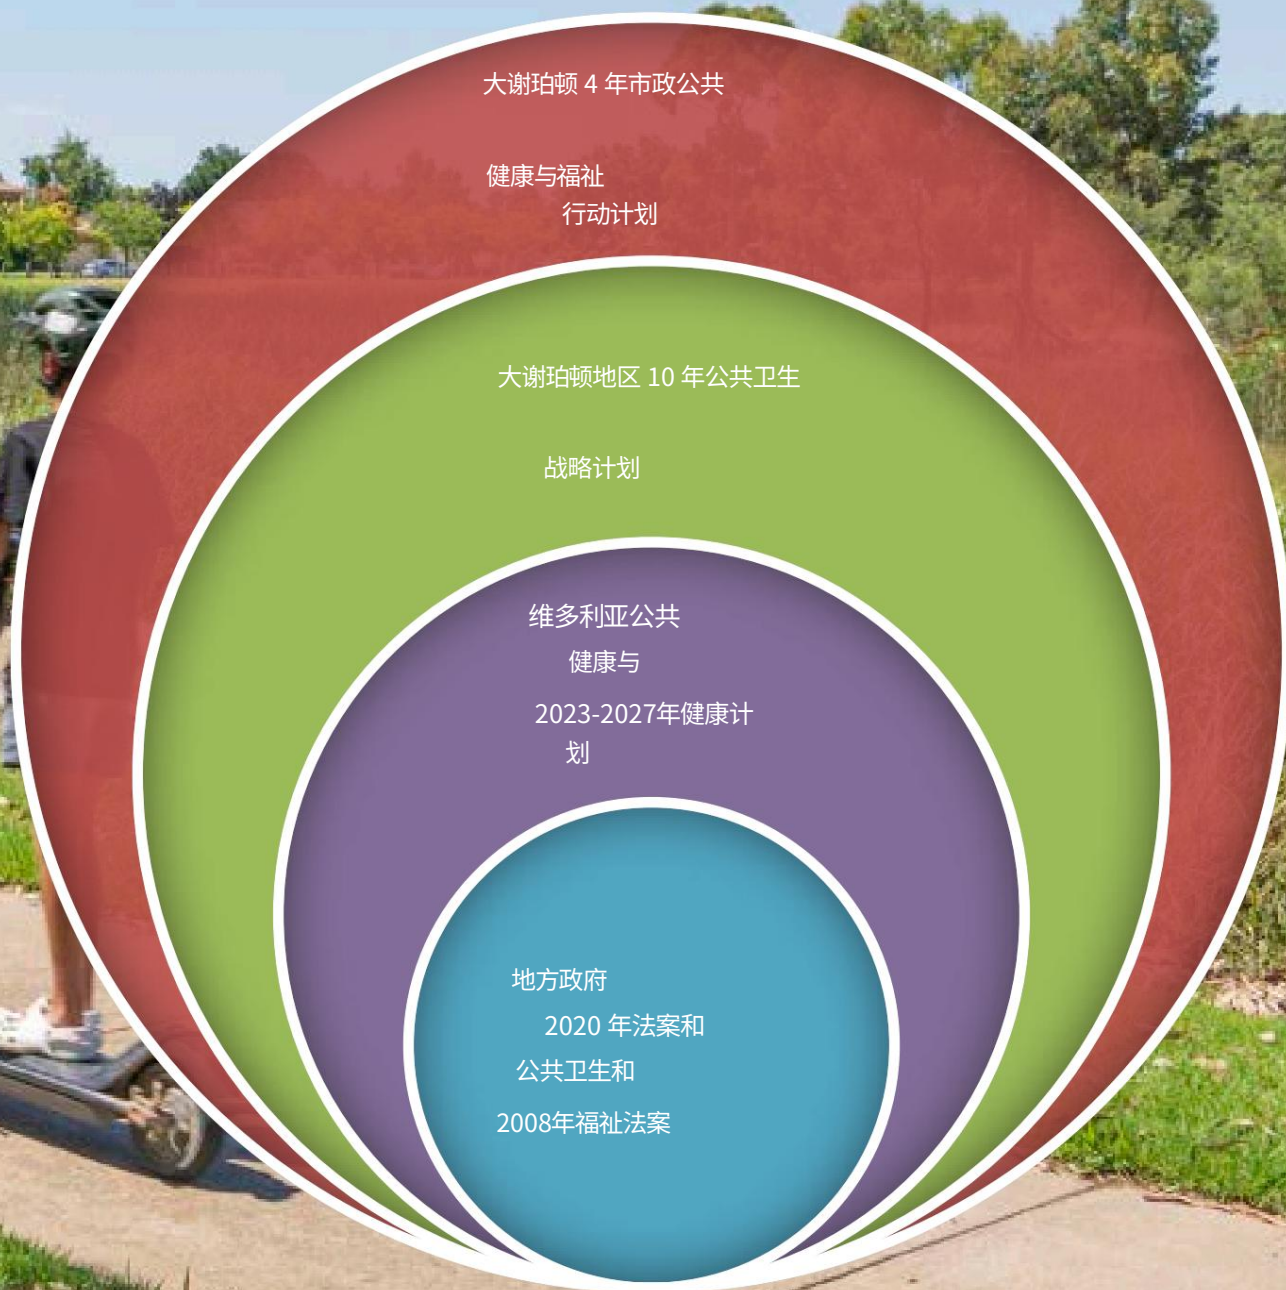 大谢珀顿 4 年市政公共
健康与福祉
行动计划
大谢珀顿地区 10 年公共卫生
战略计划
维多利亚公共
健康与
2023-2027年健康计
划
地方政府
2020 年法案和
公共卫生和
2008年福祉法案